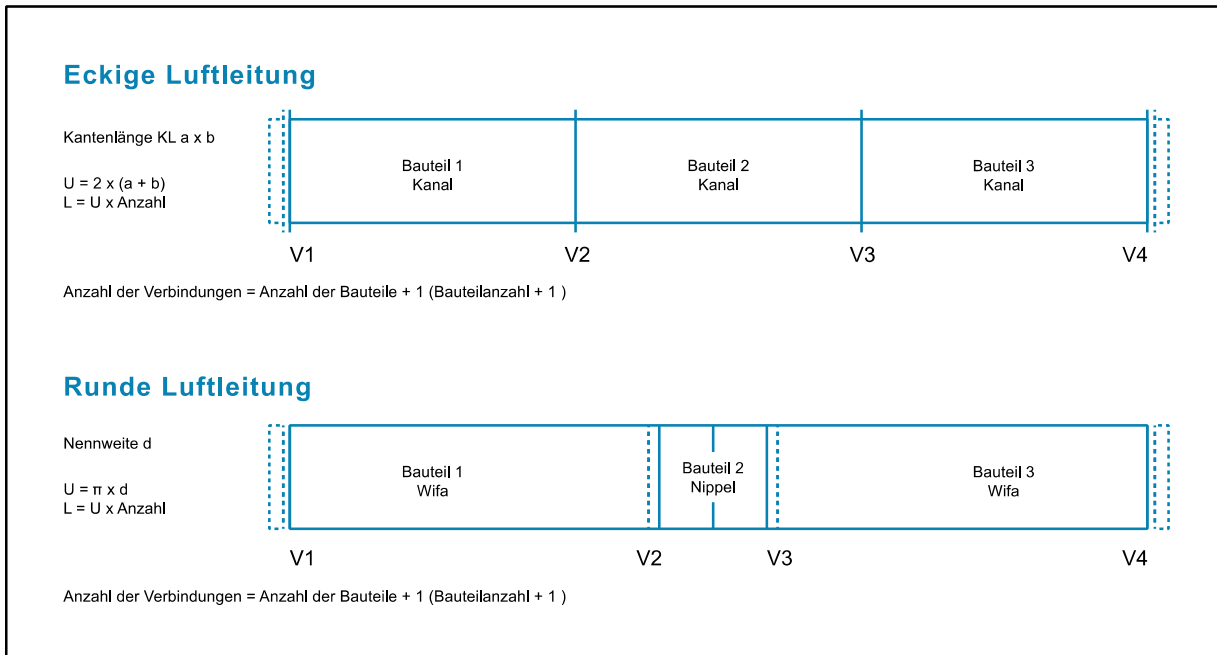 Eckige Luftleitung
Kantenlänge KL a x b
U = 2 x (a + b)
L = U x Anzahl
Bauteil 1
Kanal
Bauteil 2
Kanal
Bauteil 3
Kanal
V1
V2
V3
V4
Anzahl der Verbindungen = Anzahl der Bauteile + 1 (Bauteilanzahl + 1 )
Runde Luftleitung
Nennweite d
U = π x d
L = U x Anzahl
Bauteil 1
Wifa
Bauteil 2
Nippel
Bauteil 3
Wifa
V1
V2
V3
V4
Anzahl der Verbindungen = Anzahl der Bauteile + 1 (Bauteilanzahl + 1 )